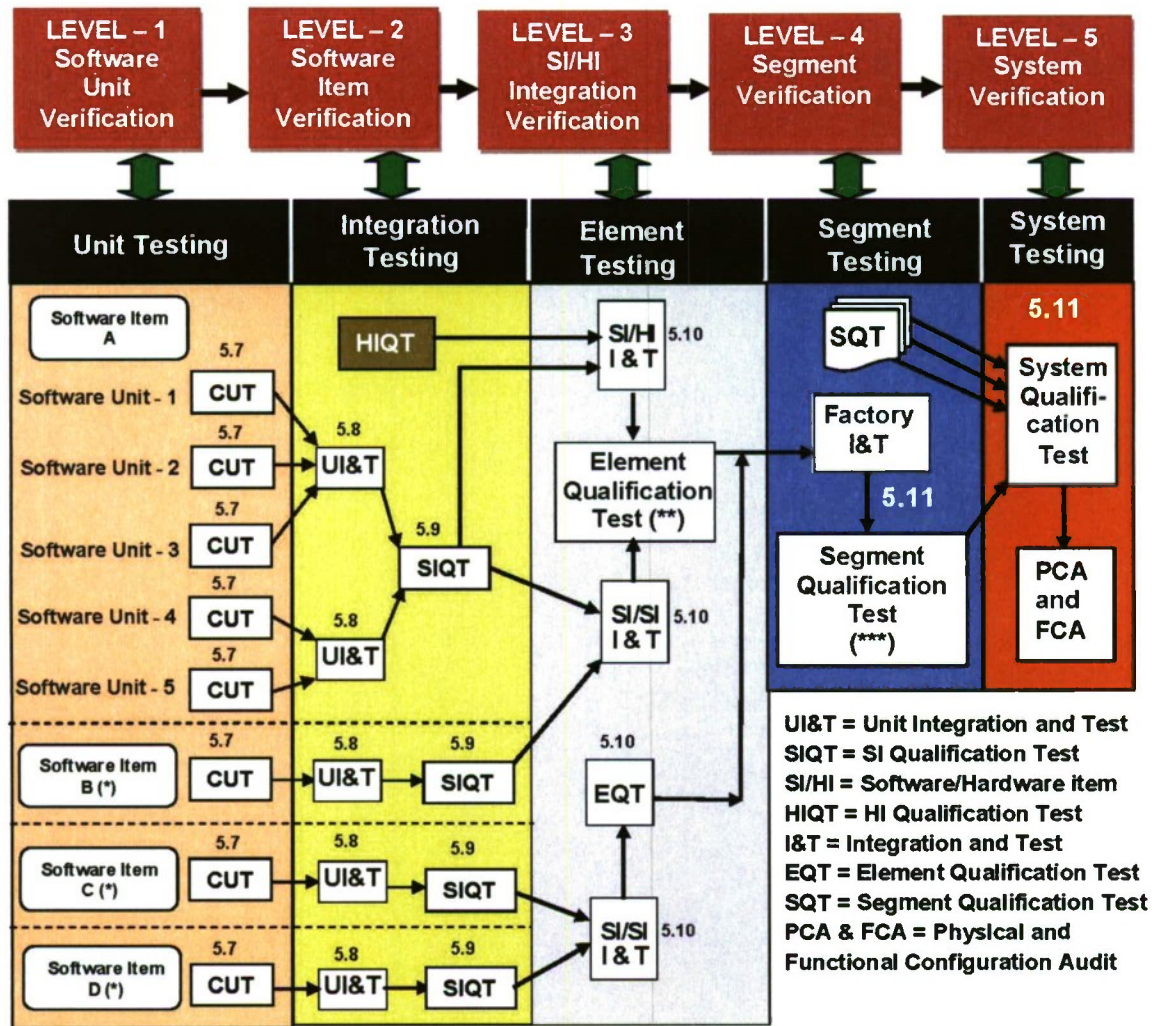 LEVEL – 1
Software
Unit
Verification
LEVEL – 2
Software
Item
Verification
LEVEL – 3
SI/HI
Integration
Verification
LEVEL – 4
Segment
Verification
LEVEL – 5
System
Verification
Unit Testing
Integration
Testing
Element
Testing
Segment
Testing
System
Testing
Software Item
A
5.7
Software Unit - 1
CUT
5.7
Software Unit - 2
CUT
5.7
Software Unit - 3
CUT
5.7
Software Unit - 4
CUT
5.7
Software Unit - 5
CUT
HIQT
5.8
UI&T
5.9
SIQT
5.8
UI&T
SI/HI
I & T
5.10
Element
Qualification
Test (**)
SI/SI
I & T
5.10
SQT
Factory
I&T
5.11
Segment
Qualification
Test
(***)
5.11
System
Qualifi-
cation
Test
PCA
and
FCA
Software Item
B (*)
5.7
CUT
5.8
UI&T
5.9
SIQT
5.10
EQT
Software Item
C (*)
5.7
CUT
5.8
UI&T
5.9
SIQT
SI/SI
I & T
5.10
Software Item
D (*)
5.7
CUT
5.8
UI&T
5.9
SIQT
UI&T = Unit Integration and Test
SIQT = SI Qualification Test
SI/HI = Software/Hardware item
HIQT = HI Qualification Test
I&T = Integration and Test
EQT = Element Qualification Test
SQT = Segment Qualification Test
PCA & FCA = Physical and
Functional Configuration Audit